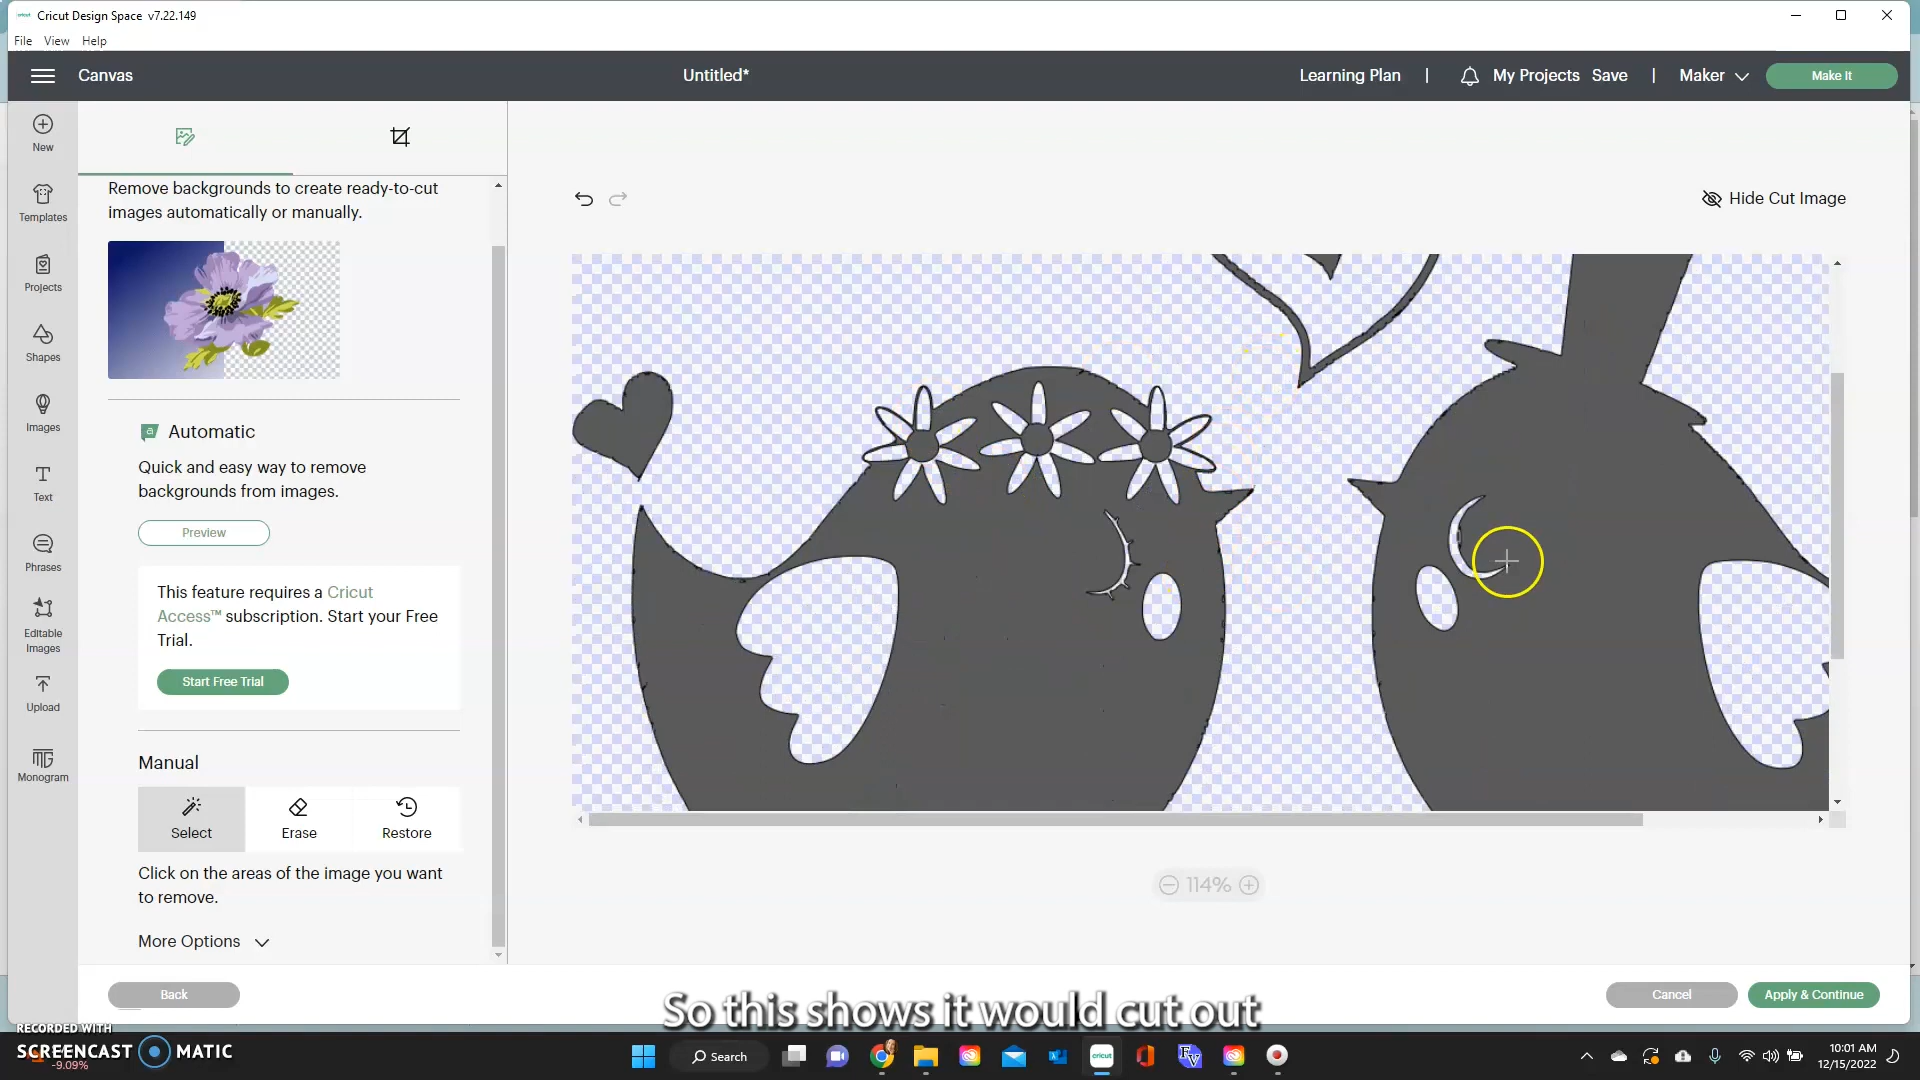 cricut Cricut Design Space v7.22.149
File View Help
Canvas Untitled* Learning Plan | My Projects Save | Maker Make It
New
Templates
Projects
Shapes
Images
Text
Phrases
Editable
Images
Upload
Monogram
Remove backgrounds to create ready-to-cut
images automatically or manually.
a Automatic
Quick and easy way to remove
backgrounds from images.
Preview
This feature requires a Cricut
Access™ subscription. Start your Free
Trial.
Start Free Trial
Manual
Select Erase Restore
Click on the areas of the image you want
to remove.
More Options
Hide Cut Image
114%
Back Cancel Apply & Continue
So this shows it would cut out
RECORDED WITH
SCREENCAST MATIC
-9.09%
Search
cricut
10:01 AM
12/15/2022